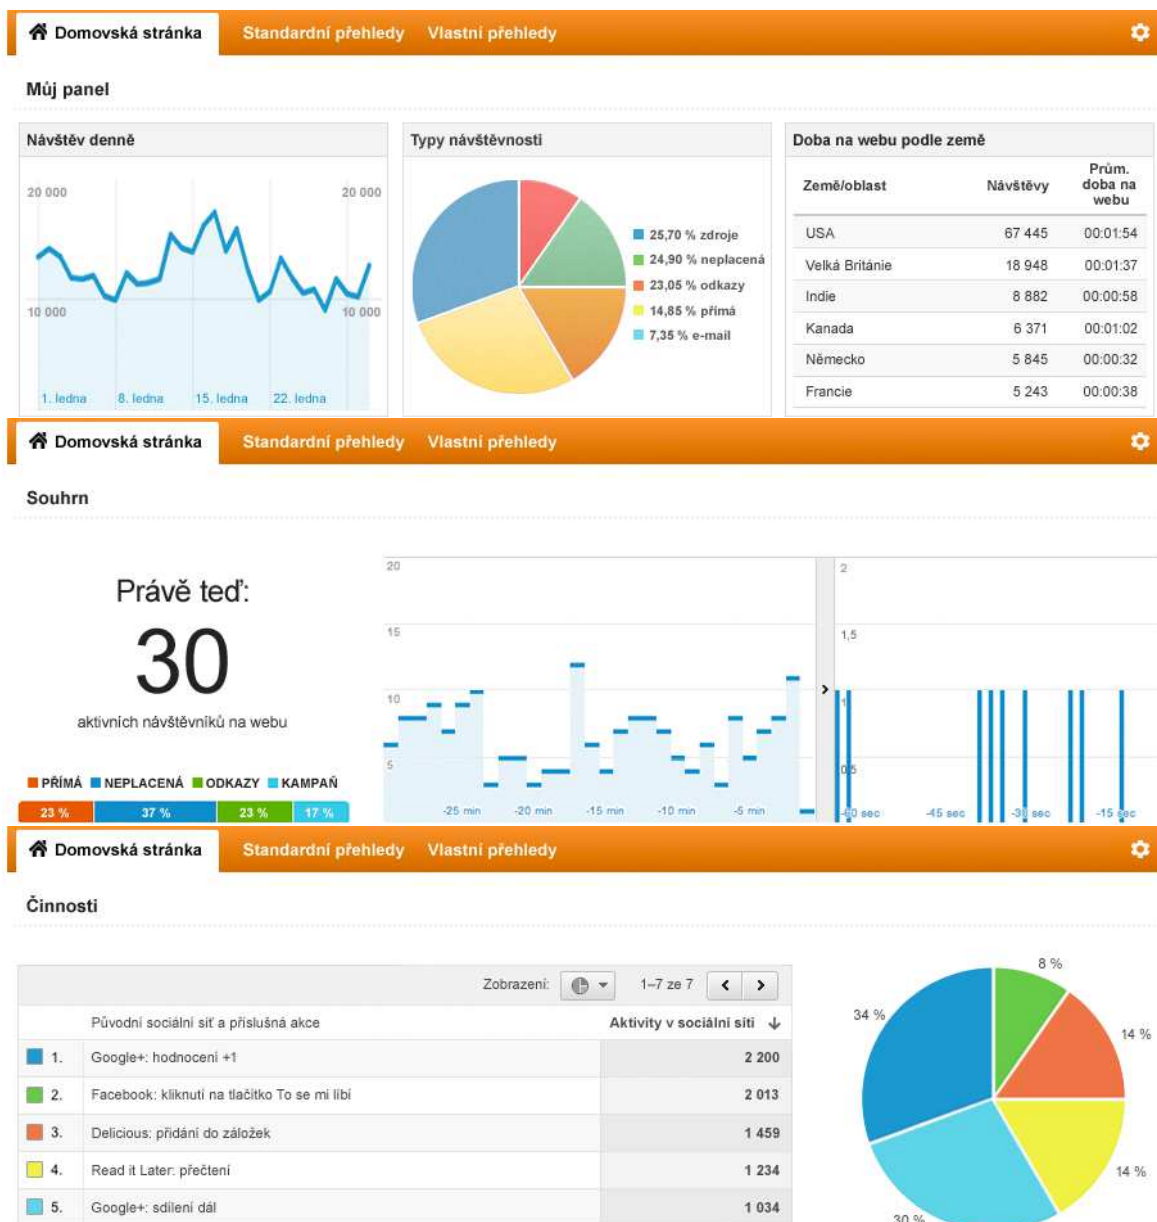 Domovská stránka Standardní přehledy Vlastní přehledy
Můj panel
Návštěv denně
20 000 20 000
10 000 10 000
1. ledna 8. ledna 15. ledna 22. ledna
Typy návštěvnosti
25,70 % zdroje
24,90 % neplacená
23,05 % odkazy
14,85 % přímá
7,35 % e-mail
Doba na webu podle země
Země/oblast Návštěvy Prům. doba na webu
USA 67 445 00:01:54
Velká Británie 18 948 00:01:37
Indie 8 882 00:00:58
Kanada 6 371 00:01:02
Německo 5 845 00:00:32
Francie 5 243 00:00:38
Domovská stránka Standardní přehledy Vlastní přehledy
Souhrn
Právě teď:
30
aktivních návštěvníků na webu
PŘÍMÁ NEPLACENÁ ODKAZY KAMPAŇ
23 % 37 % 23 % 17 %
20
15
10
5
-25 min -20 min -15 min -10 min -5 min
2
1,5
1
0,5
-60 sec -45 sec -30 sec -15 sec
Domovská stránka Standardní přehledy Vlastní přehledy
Činnosti
Zobrazení: 1–7 ze 7
Původní sociální síť a příslušná akce Aktivity v sociální síti
1. Google+: hodnocení +1 2 200
2. Facebook: kliknutí na tlačítko To se mi líbí 2 013
3. Delicious: přidání do záložek 1 459
4. Read it Later: přečtení 1 234
5. Google+: sdílení dál 1 034
8 %
34 %
14 %
14 %
30 %